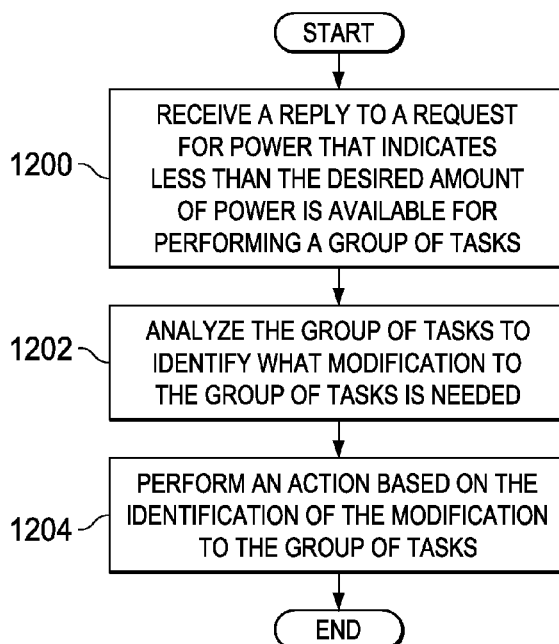 START
1200
RECEIVE A REPLY TO A REQUEST
FOR POWER THAT INDICATES
LESS THAN THE DESIRED AMOUNT
OF POWER IS AVAILABLE FOR
PERFORMING A GROUP OF TASKS
1202
ANALYZE THE GROUP OF TASKS TO
IDENTIFY WHAT MODIFICATION TO
THE GROUP OF TASKS IS NEEDED
1204
PERFORM AN ACTION BASED ON THE
IDENTIFICATION OF THE MODIFICATION
TO THE GROUP OF TASKS
END